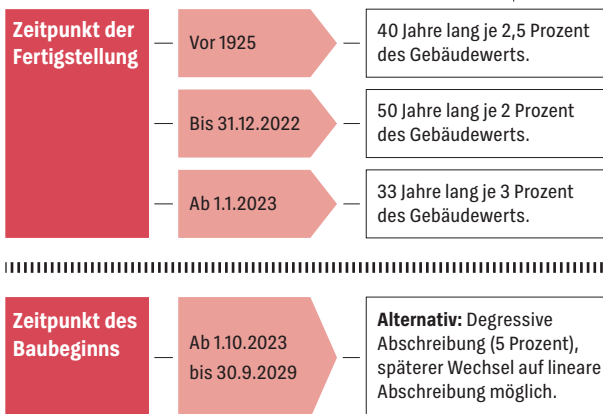 Zeitpunkt der
Fertigstellung
Vor 1925
40 Jahre lang je 2,5 Prozent
des Gebäudewerts.
Bis 31.12.2022
50 Jahre lang je 2 Prozent
des Gebäudewerts.
Ab 1.1.2023
33 Jahre lang je 3 Prozent
des Gebäudewerts.
Zeitpunkt des
Baubeginns
Ab 1.10.2023
bis 30.9.2029
Alternativ: Degressive
Abschreibung (5 Prozent),
späterer Wechsel auf lineare
Abschreibung möglich.